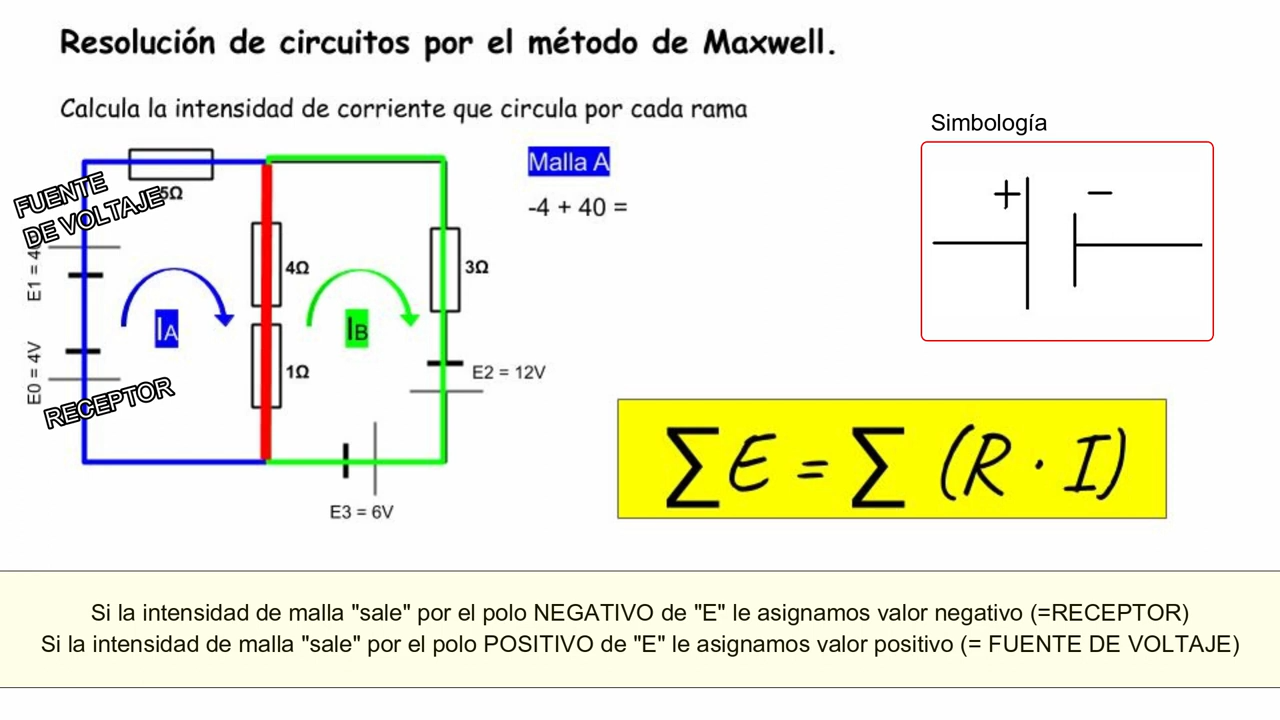 Resolución de circuitos por el método de Maxwell.
Calcula la intensidad de corriente que circula por cada rama
Simbología
Malla A
-4 + 40 =
FUENTE
DE VOLTAJE
5Ω
E1 = 4
4Ω
3Ω
IA
IB
+ −
E0 = 4V
1Ω
E2 = 12V
RECEPTOR
E3 = 6V
∑E = ∑ (R · I)
Si la intensidad de malla "sale" por el polo NEGATIVO de "E" le asignamos valor negativo (=RECEPTOR)
Si la intensidad de malla "sale" por el polo POSITIVO de "E" le asignamos valor positivo (= FUENTE DE VOLTAJE)